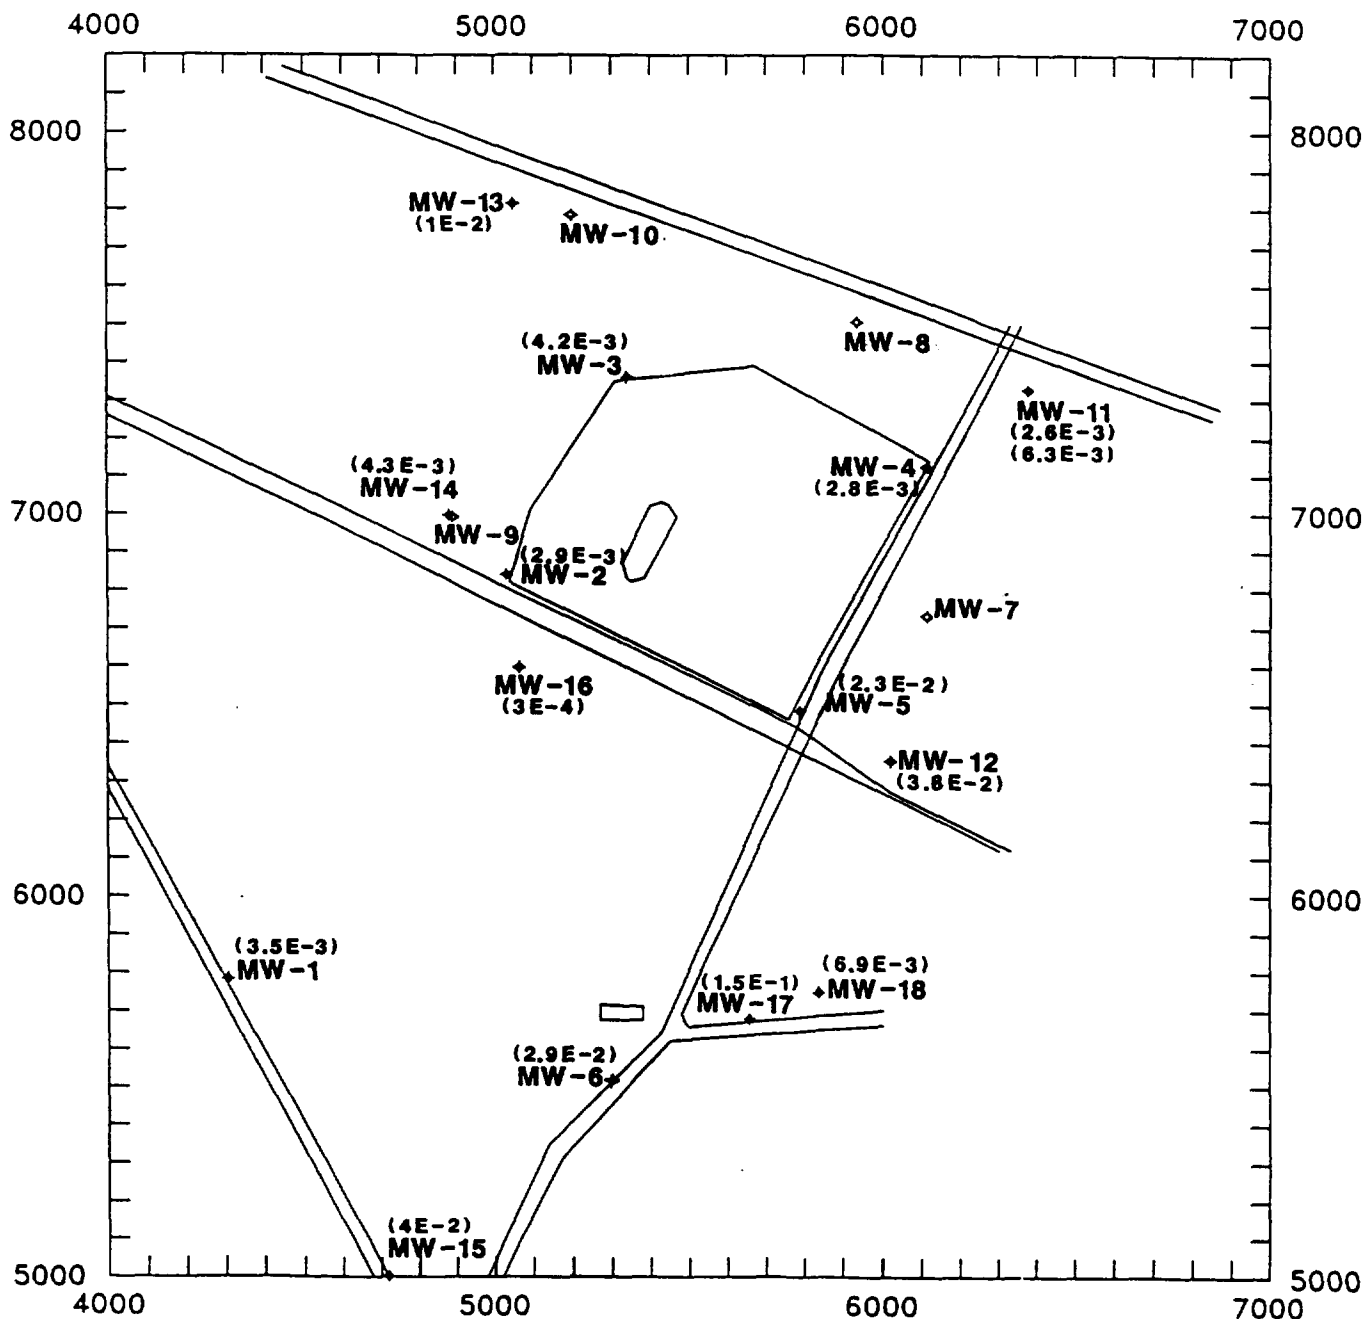 4000 5000 6000 7000
8000 8000
MW-13
(1E-2)
MW-10
(4.2E-3)
MW-3
MW-8
MW-11
(2.6E-3)
(6.3E-3)
(4.3E-3)
MW-14
MW-4
(2.8E-3)
7000 7000
MW-9
(2.9E-3)
MW-2
MW-7
MW-16
(3E-4)
(2.3E-2)
MW-5
MW-12
(3.8E-2)
6000 6000
(3.5E-3)
MW-1
(6.9E-3)
MW-18
(1.5E-1)
MW-17
(2.9E-2)
MW-6
(4E-2)
MW-15
5000 5000
4000 5000 6000 7000